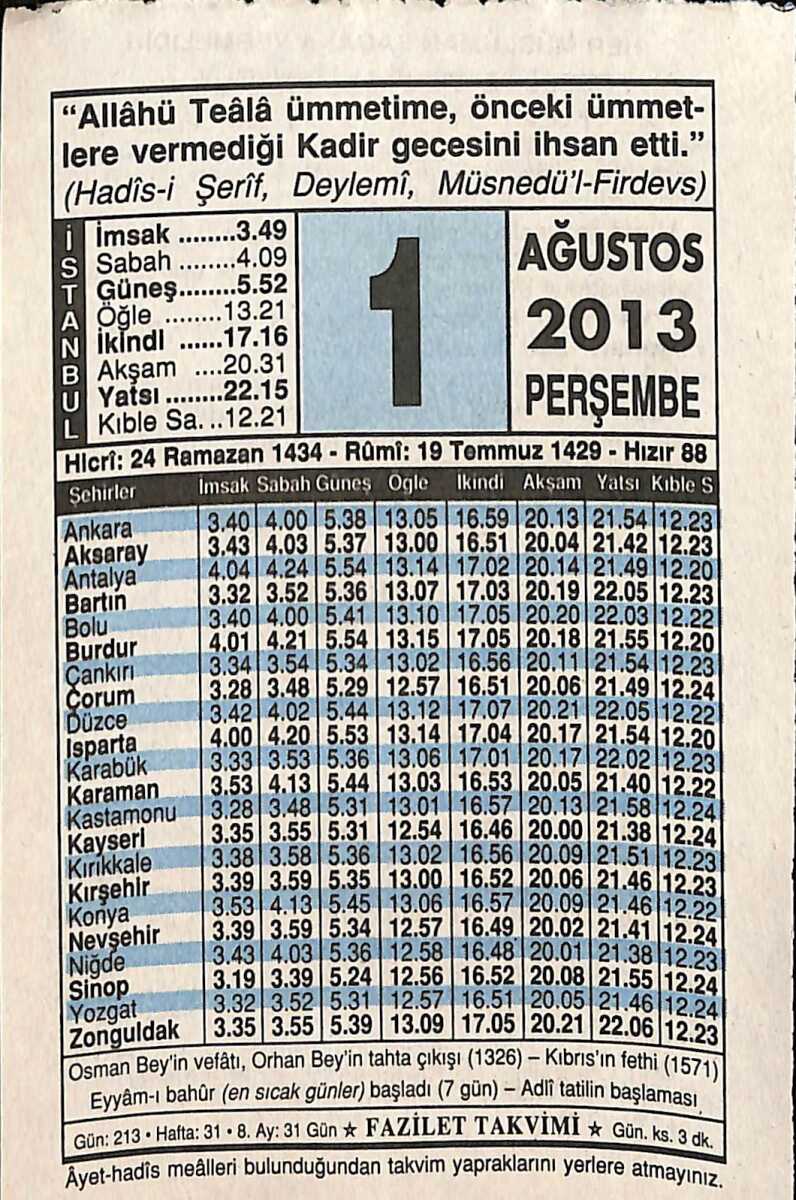 “Allâhü Teâlâ ümmetime, önceki ümmet-
lere vermediği Kadir gecesini ihsan etti.”
(Hadîs-i Şerîf, Deylemî, Müsnedü’l-Firdevs)
İSTANBUL
İmsak ........3.49
Sabah ........4.09
Güneş........5.52
Öğle ........13.21
İkindi ......17.16
Akşam ....20.31
Yatsı ........22.15
Kıble Sa. ..12.21
1
AĞUSTOS
2013
PERŞEMBE
Hicrî: 24 Ramazan 1434 - Rûmî: 19 Temmuz 1429 - Hızır 88
Şehirler İmsak Sabah Güneş Öğle İkindi Akşam Yatsı Kıble S
Ankara 3.40 4.00 5.38 13.05 16.59 20.13 21.54 12.23
Aksaray 3.43 4.03 5.37 13.00 16.51 20.04 21.42 12.23
Antalya 4.04 4.24 5.54 13.14 17.02 20.14 21.49 12.20
Bartın 3.32 3.52 5.36 13.07 17.03 20.19 22.05 12.23
Bolu 3.40 4.00 5.41 13.10 17.05 20.20 22.03 12.22
Burdur 4.01 4.21 5.54 13.15 17.05 20.18 21.55 12.20
Çankırı 3.34 3.54 5.34 13.02 16.56 20.11 21.54 12.23
Çorum 3.28 3.48 5.29 12.57 16.51 20.06 21.49 12.24
Düzce 3.42 4.02 5.44 13.12 17.07 20.21 22.05 12.22
Isparta 4.00 4.20 5.53 13.14 17.04 20.17 21.54 12.20
Karabük 3.33 3.53 5.36 13.06 17.01 20.17 22.02 12.23
Karaman 3.53 4.13 5.44 13.03 16.53 20.05 21.40 12.22
Kastamonu 3.28 3.48 5.31 13.01 16.57 20.13 21.58 12.24
Kayseri 3.35 3.55 5.31 12.54 16.46 20.00 21.38 12.24
Kırıkkale 3.38 3.58 5.36 13.02 16.56 20.09 21.51 12.23
Kırşehir 3.39 3.59 5.35 13.00 16.52 20.06 21.46 12.23
Konya 3.53 4.13 5.45 13.06 16.57 20.09 21.46 12.22
Nevşehir 3.39 3.59 5.34 12.57 16.49 20.02 21.41 12.24
Niğde 3.43 4.03 5.36 12.58 16.48 20.01 21.38 12.23
Sinop 3.19 3.39 5.24 12.56 16.52 20.08 21.55 12.24
Yozgat 3.32 3.52 5.31 12.57 16.51 20.05 21.46 12.24
Zonguldak 3.35 3.55 5.39 13.09 17.05 20.21 22.06 12.23
Osman Bey’in vefâtı, Orhan Bey’in tahta çıkışı (1326) – Kıbrıs’ın fethi (1571)
Eyyâm-ı bahûr (en sıcak günler) başladı (7 gün) – Adlî tatilin başlaması
Gün: 213 • Hafta: 31 • 8. Ay: 31 Gün ★ FAZİLET TAKVİMİ ★ Gün. ks. 3 dk.
Âyet-hadîs meâlleri bulunduğundan takvim yapraklarını yerlere atmayınız.